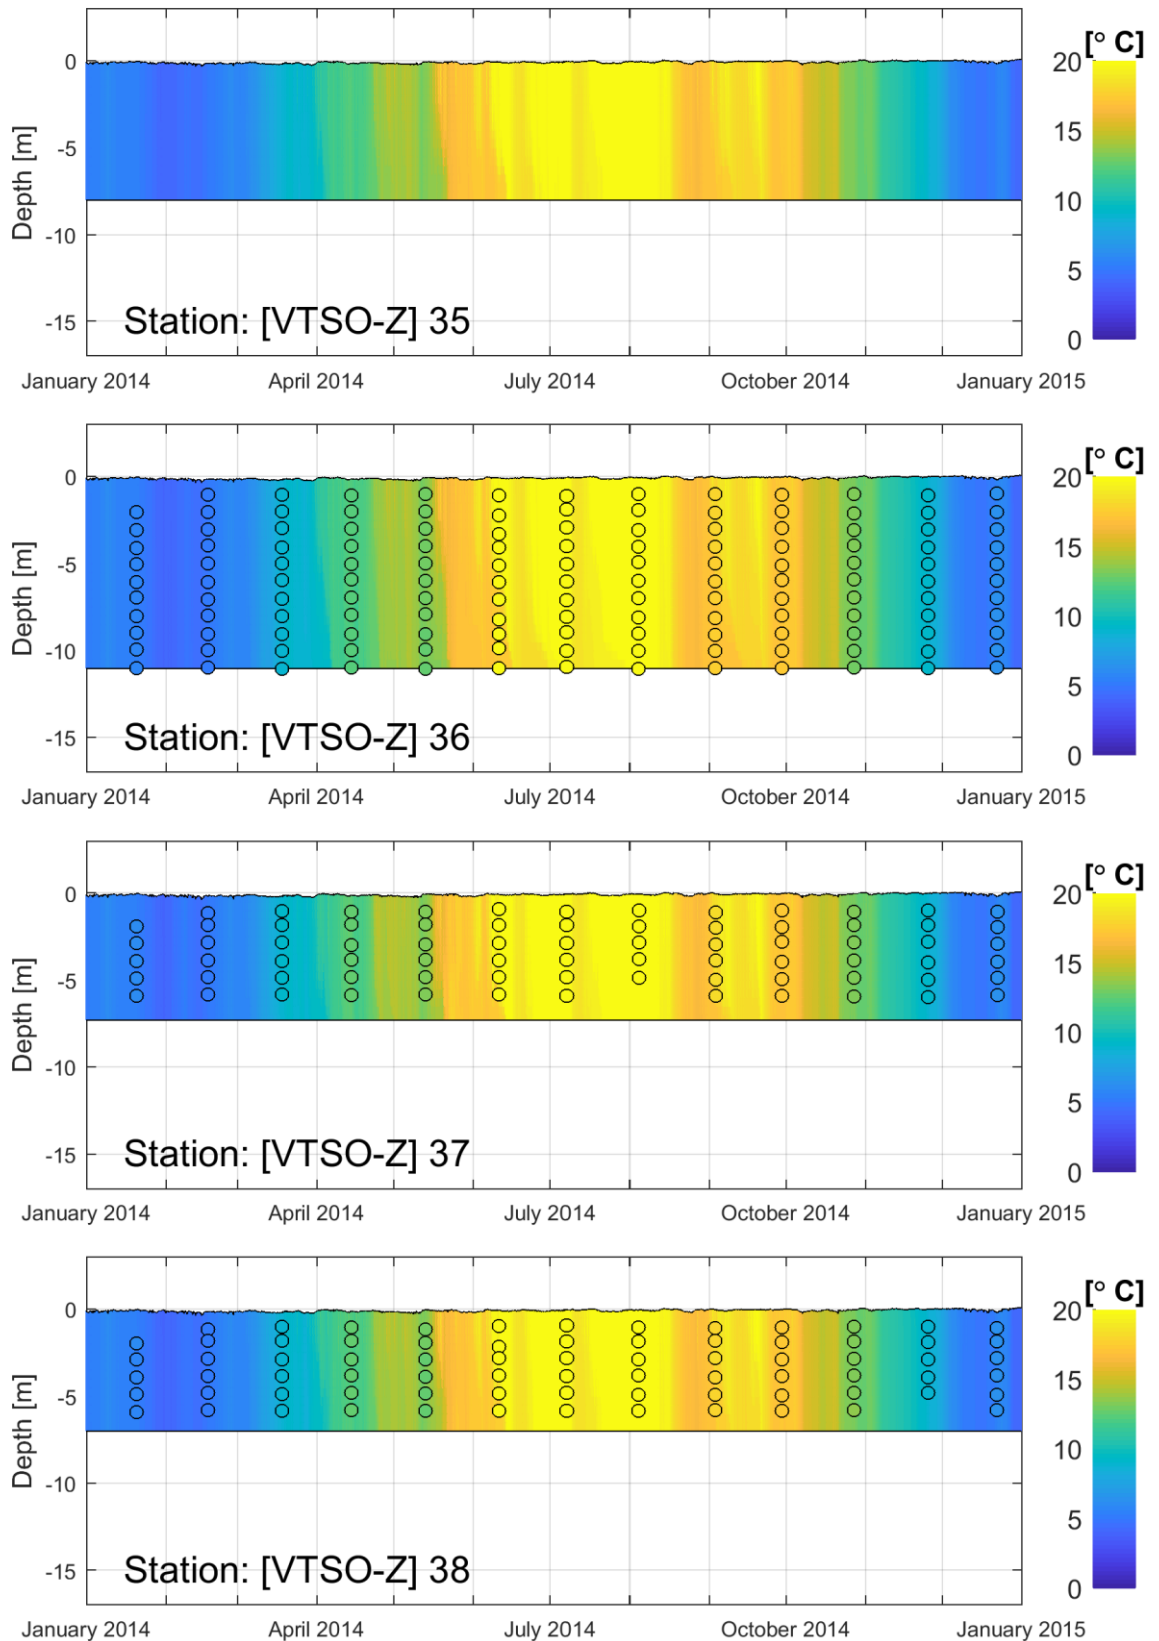 [° C]
0
-5
-10
-15
Depth [m]
20
15
10
5
0
Station: [VTSO-Z] 35
January 2014 April 2014 July 2014 October 2014 January 2015
[° C]
0
-5
-10
-15
Depth [m]
20
15
10
5
0
Station: [VTSO-Z] 36
January 2014 April 2014 July 2014 October 2014 January 2015
[° C]
0
-5
-10
-15
Depth [m]
20
15
10
5
0
Station: [VTSO-Z] 37
January 2014 April 2014 July 2014 October 2014 January 2015
[° C]
0
-5
-10
-15
Depth [m]
20
15
10
5
0
Station: [VTSO-Z] 38
January 2014 April 2014 July 2014 October 2014 January 2015